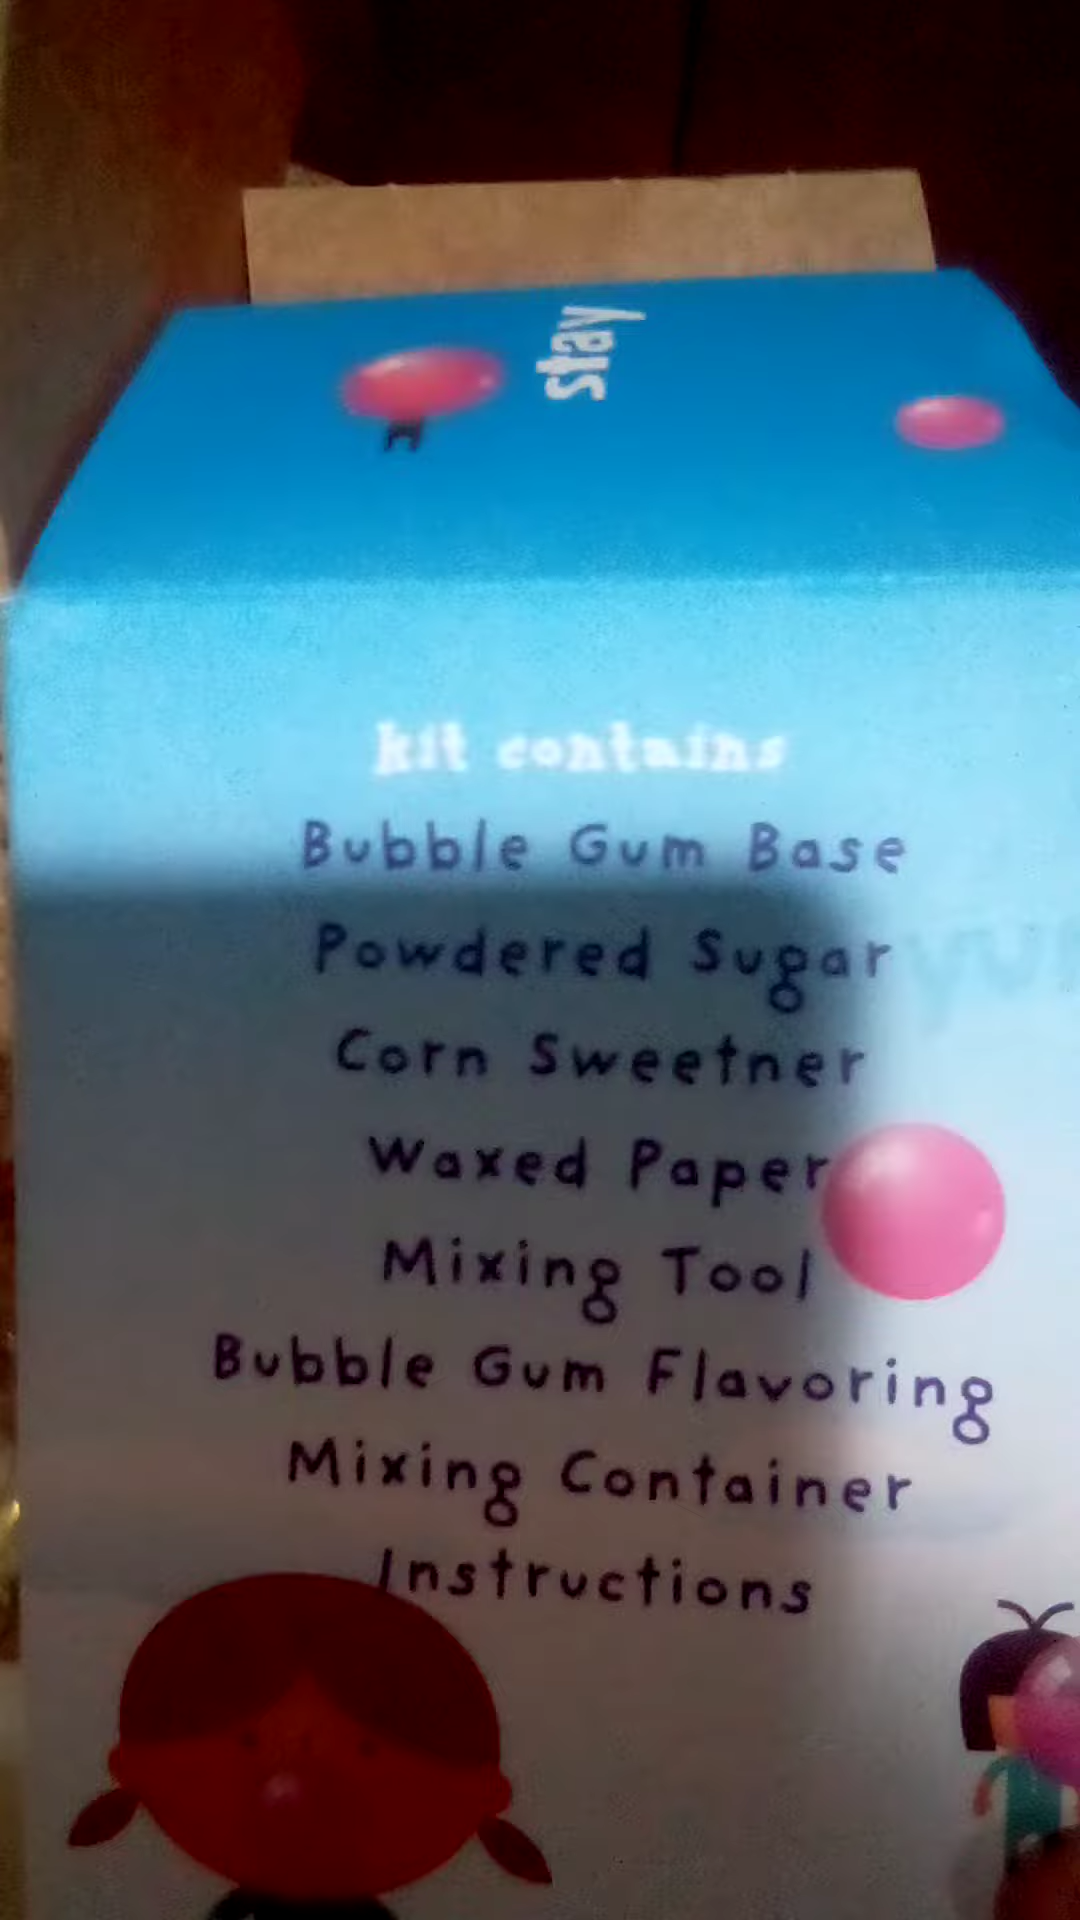 stay
kit contains
Bubble Gum Base
Powdered Sugar
Corn Sweetner
Waxed Paper
Mixing Tool
Bubble Gum Flavoring
Mixing Container
Instructions